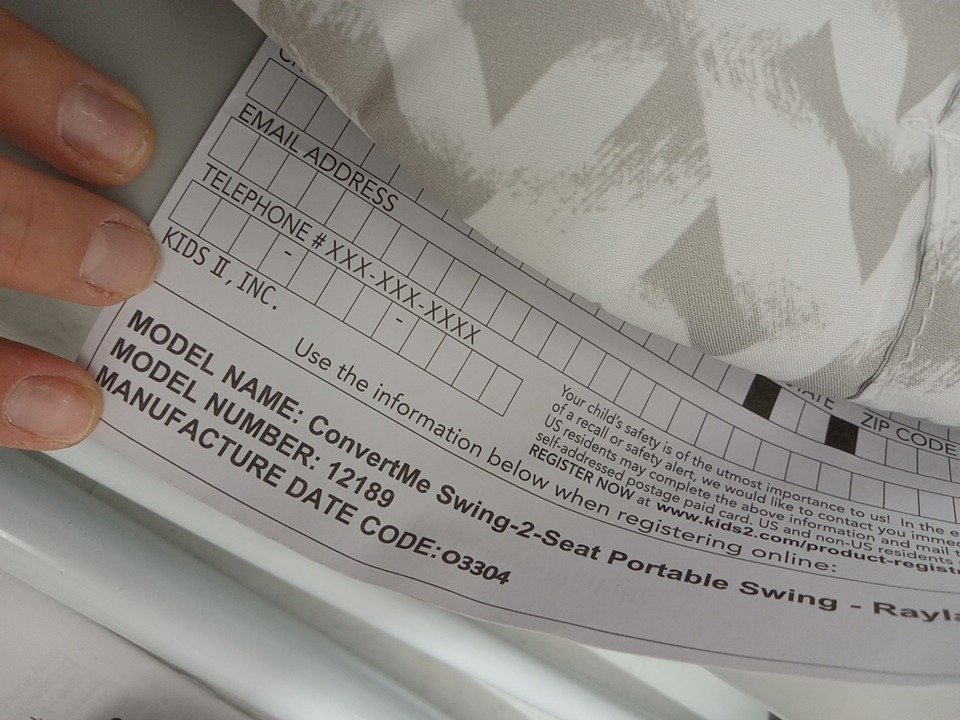 EMAIL ADDRESS
TELEPHONE # XXX-XXX-XXXX
- -
KIDS II, INC.
ZIP CODE
Your child's safety is of the utmost importance to us! In the
of a recall or safety alert, we would like to contact you
US residents may complete the above information and mail
self-addressed postage paid card. US and non-US residents
REGISTER NOW at www.kids2.com/product-
Use the information below when registering online:
MODEL NAME: ConvertMe Swing-2-Seat Portable Swing -
MODEL NUMBER: 12189
MANUFACTURE DATE CODE: O3304